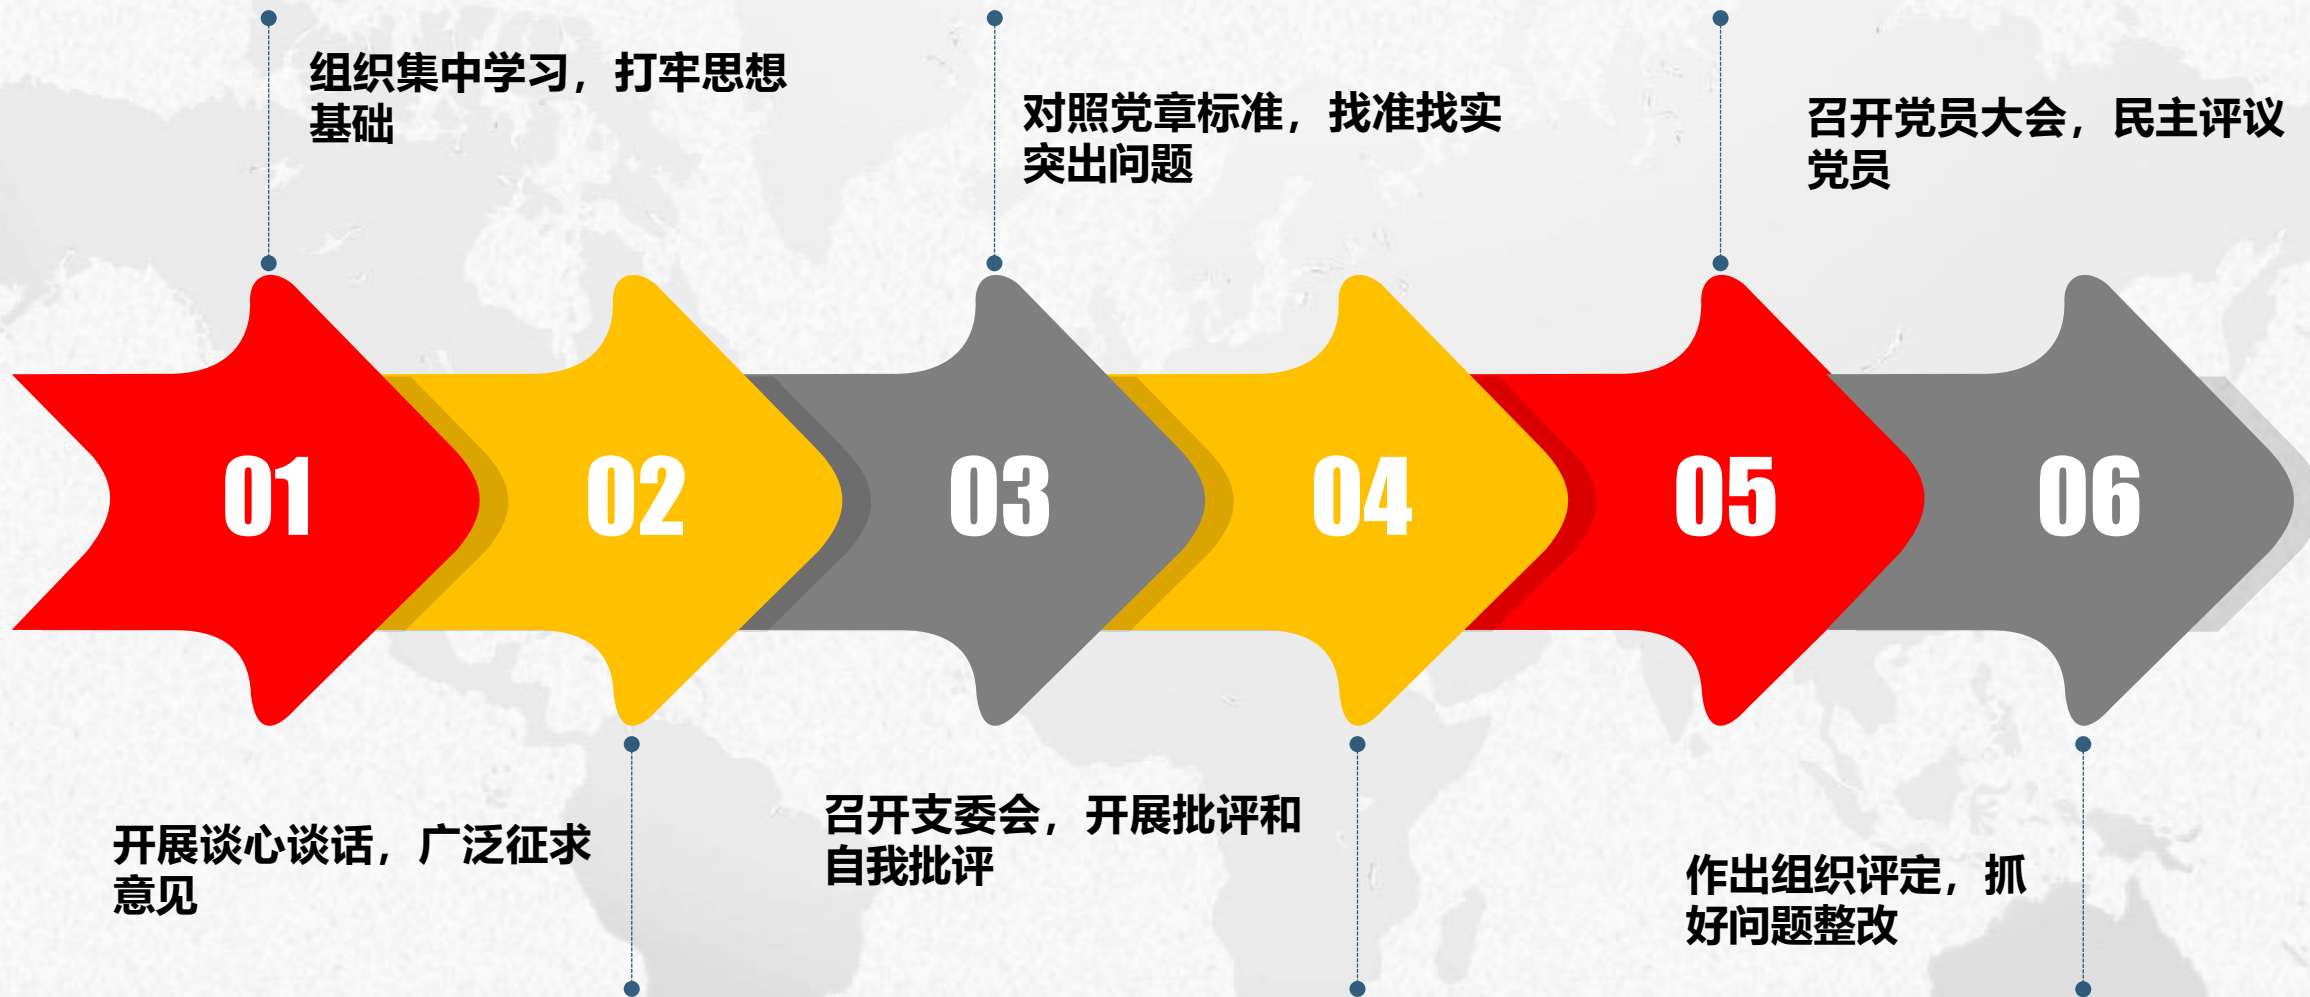 组织集中学习，打牢思想
基础
对照党章标准，找准找实
突出问题
召开党员大会，民主评议
党员
01
02
03
04
05
06
开展谈心谈话，广泛征求
意见
召开支委会，开展批评和
自我批评
作出组织评定，抓
好问题整改